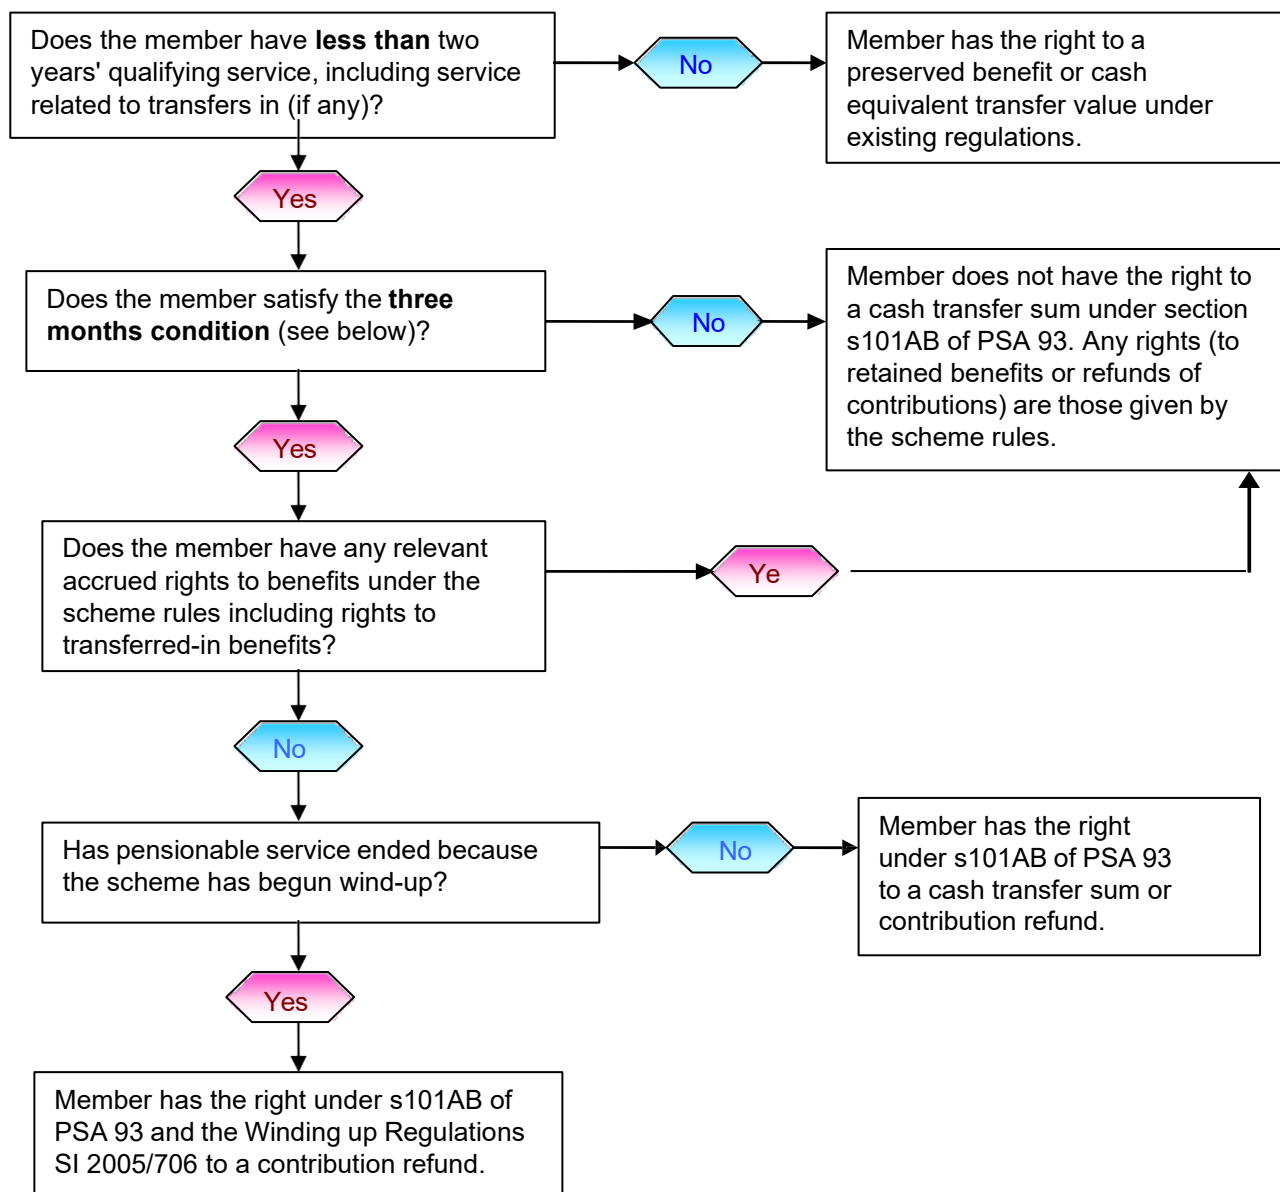 Does the member have less than two
years' qualifying service, including service
related to transfers in (if any)?
No
Member has the right to a
preserved benefit or cash
equivalent transfer value under
existing regulations.
Yes
Does the member satisfy the three
months condition (see below)?
No
Member does not have the right to
a cash transfer sum under section
s101AB of PSA 93. Any rights (to
retained benefits or refunds of
contributions) are those given by
the scheme rules.
Yes
Does the member have any relevant
accrued rights to benefits under the
scheme rules including rights to
transferred-in benefits?
Ye
No
Has pensionable service ended because
the scheme has begun wind-up?
No
Member has the right
under s101AB of PSA 93
to a cash transfer sum or
contribution refund.
Yes
Member has the right under s101AB of
PSA 93 and the Winding up Regulations
SI 2005/706 to a contribution refund.